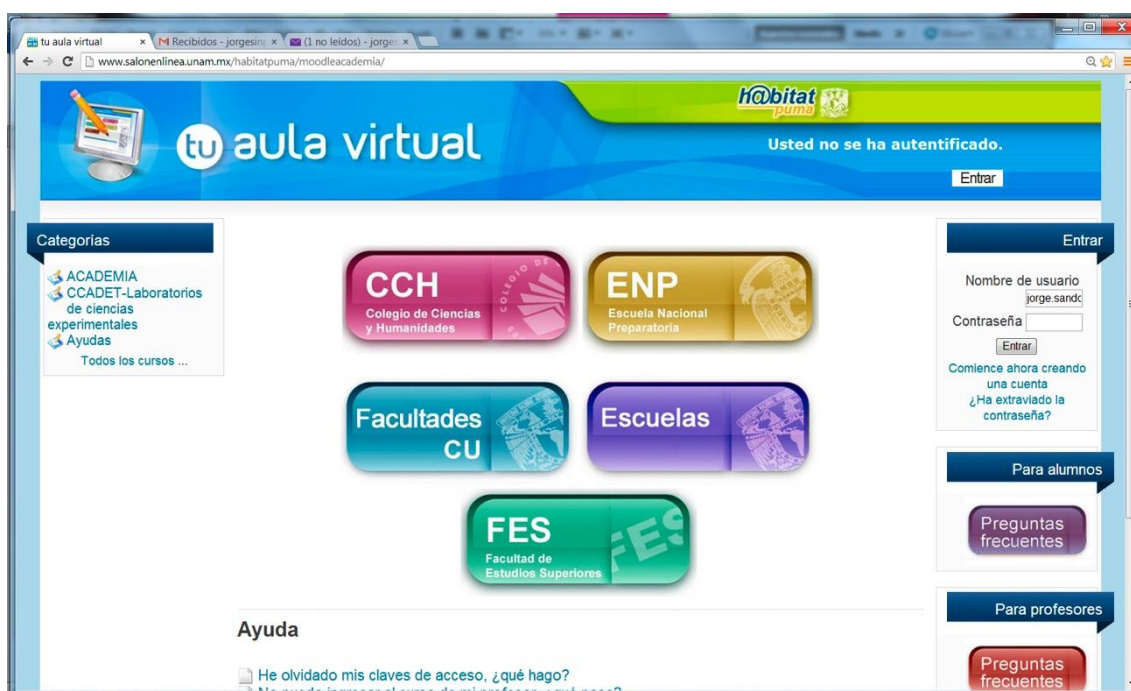 tu aula virtual
Recibidos - jorgesin
(1 no leídos) - jorge
www.salonenlinea.unam.mx/habitatpuma/moodleacademia/
h@bitat
puma
tu aula virtual
Usted no se ha autentificado.
Entrar
Categorías
ACADEMIA
CCADET-Laboratorios
de ciencias
experimentales
Ayudas
Todos los cursos ...
CCH
Colegio de Ciencias
y Humanidades
ENP
Escuela Nacional
Preparatoria
Facultades
CU
Escuelas
FES
Facultad de
Estudios Superiores
FES
Ayuda
He olvidado mis claves de acceso, ¿qué hago?
Entrar
Nombre de usuario
jorge.sandc
Contraseña
Entrar
Comience ahora creando
una cuenta
¿Ha extraviado la
contraseña?
Para alumnos
Preguntas
frecuentes
Para profesores
Preguntas
frecuentes